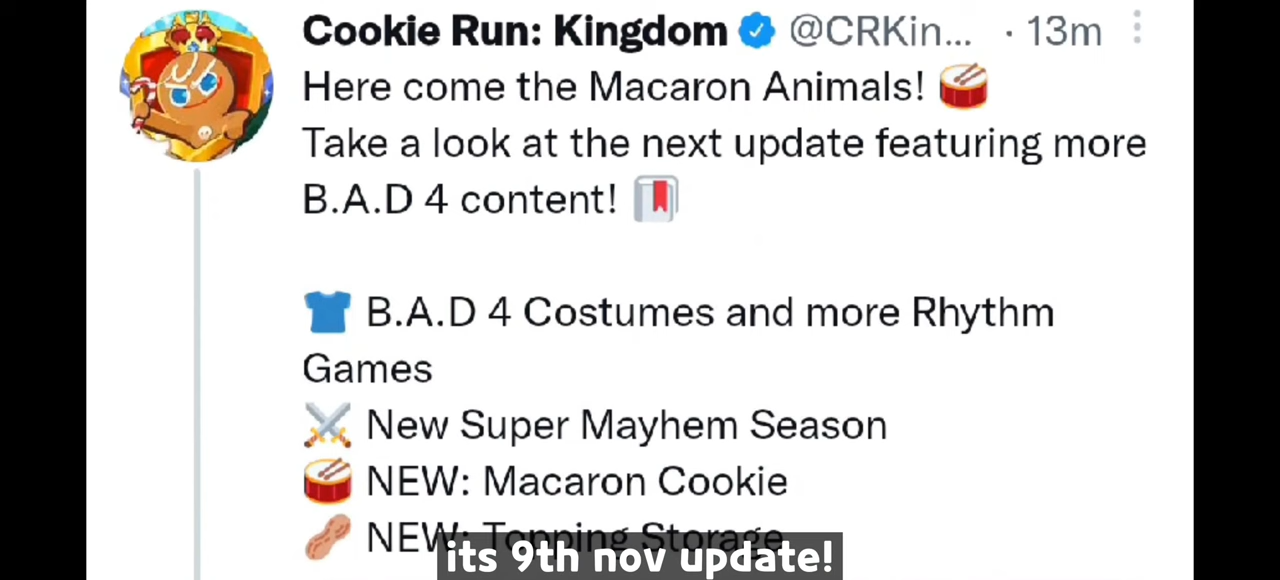 Cookie Run: Kingdom @CRKin... · 13m
Here come the Macaron Animals! 🥁
Take a look at the next update featuring more
B.A.D 4 content! 📖
👕 B.A.D 4 Costumes and more Rhythm
Games
⚔️ New Super Mayhem Season
🥁 NEW: Macaron Cookie
🥜 NEW: Topping Storage
its 9th nov update!